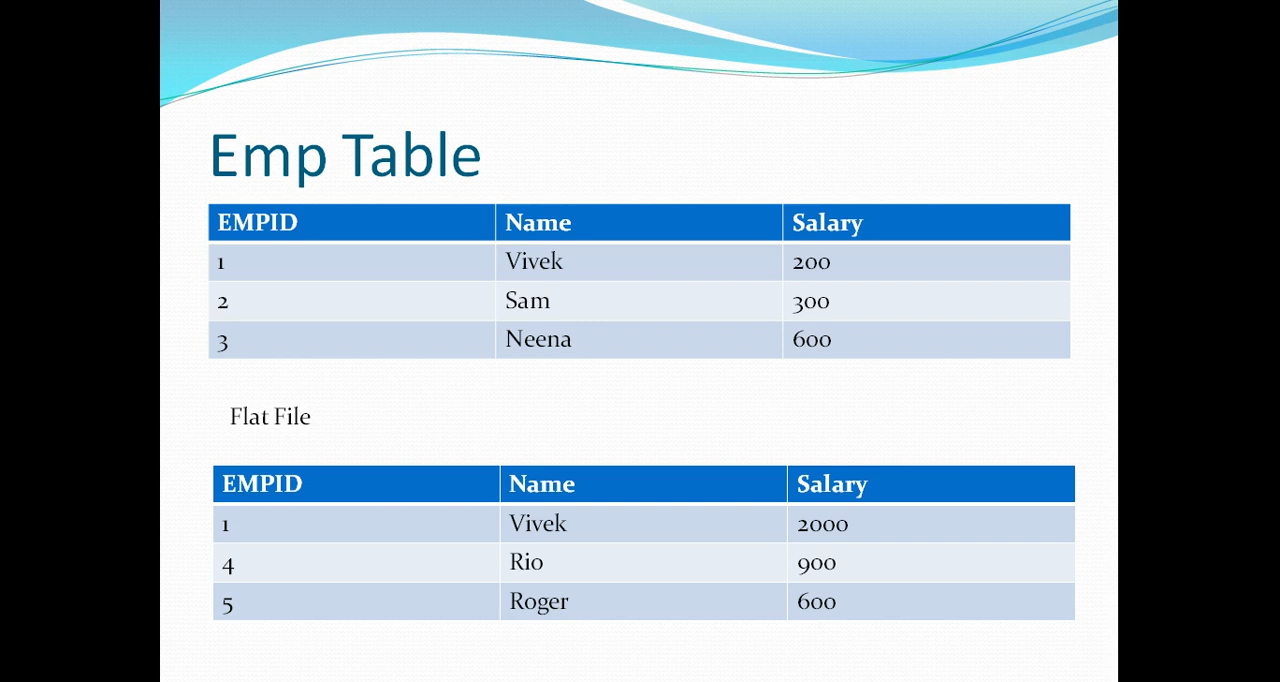 Emp Table
EMPID Name Salary
1 Vivek 200
2 Sam 300
3 Neena 600
Flat File
EMPID Name Salary
1 Vivek 2000
4 Rio 900
5 Roger 600